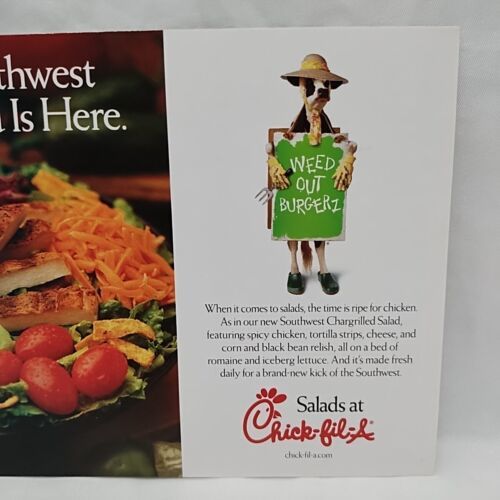 thwest
Is Here.
WEED
OUT
BURGERZ
When it comes to salads, the time is ripe for chicken.
As in our new Southwest Chargrilled Salad,
featuring spicy chicken, tortilla strips, cheese, and
corn and black bean relish, all on a bed of
romaine and iceberg lettuce. And it's made fresh
daily for a brand-new kick of the Southwest.
Salads at
Chick-fil-A®
chick-fil-a.com